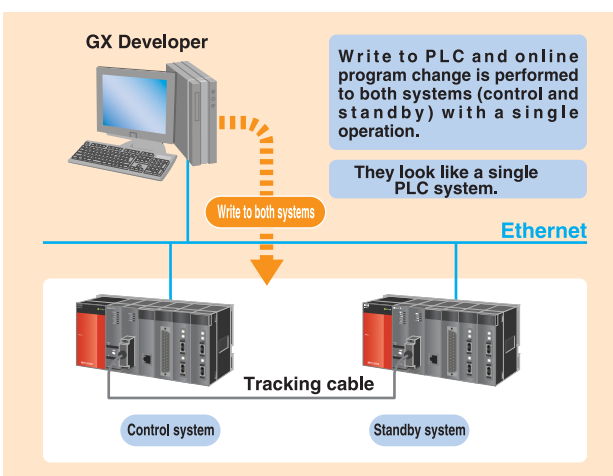 GX Developer
Write to PLC and online
program change is performed
to both systems (control and
standby) with a single
operation.
They look like a single
PLC system.
Write to both systems
Ethernet
Tracking cable
Control system
Standby system